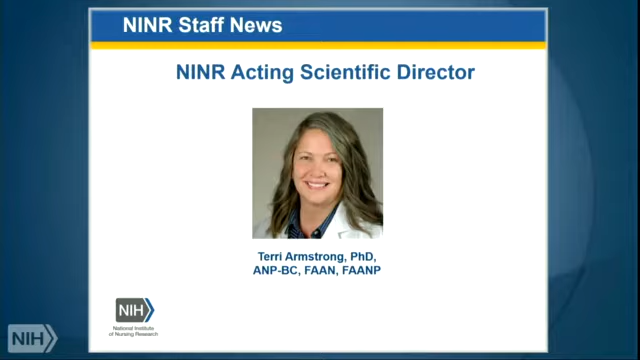 NINR Staff News
NINR Acting Scientific Director
Terri Armstrong, PhD,
ANP-BC, FAAN, FAANP
NIH
National Institute
of Nursing Research
NIH